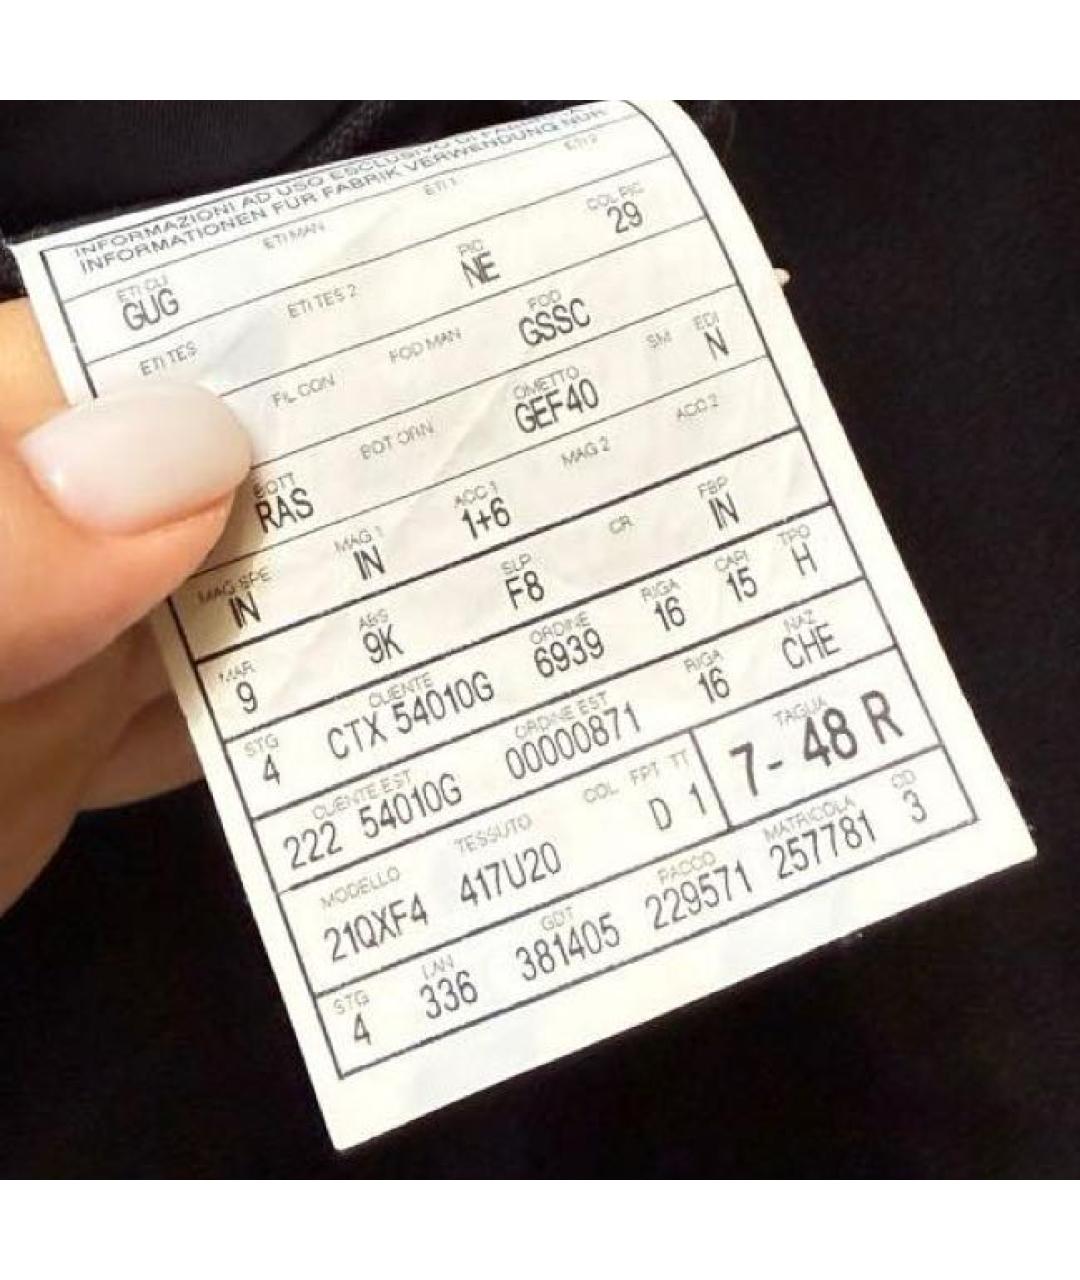 INFORMAZIONI AD USO ESCLUSIVO DI FABBRICA
INFORMATIONEN FUR FABRIK VERWENDUNG NUR
ETI CLI ETI MAN ETI 1 ETI 2
GUG
ETI TES ETI TES 2 PIC COL PIC
NE 29
FIL CON FOD MAN FOD
GSSC
BOTT BOT ORN OMETTO SM EDI
RAS GEF40 N
MAG SPE MAG 1 ACC 1 MAG 2 ACC 2
IN IN 1+6
MAR ABS SLP CR FBP
9 9K F8 IN
STG CLIENTE ORDINE RIGA CAPI TPO
4 CTX 54010G 6939 16 15 H
CLIENTE EST ORDINE EST RIGA NAZ
222 54010G 00000871 16 CHE
MODELLO TESSUTO COL FPT TT TAGLIA
21QXF4 417U20 D 1 7- 48 R
STG LAN GDT PACCO MATRICOLA CD
4 336 381405 229571 257781 3